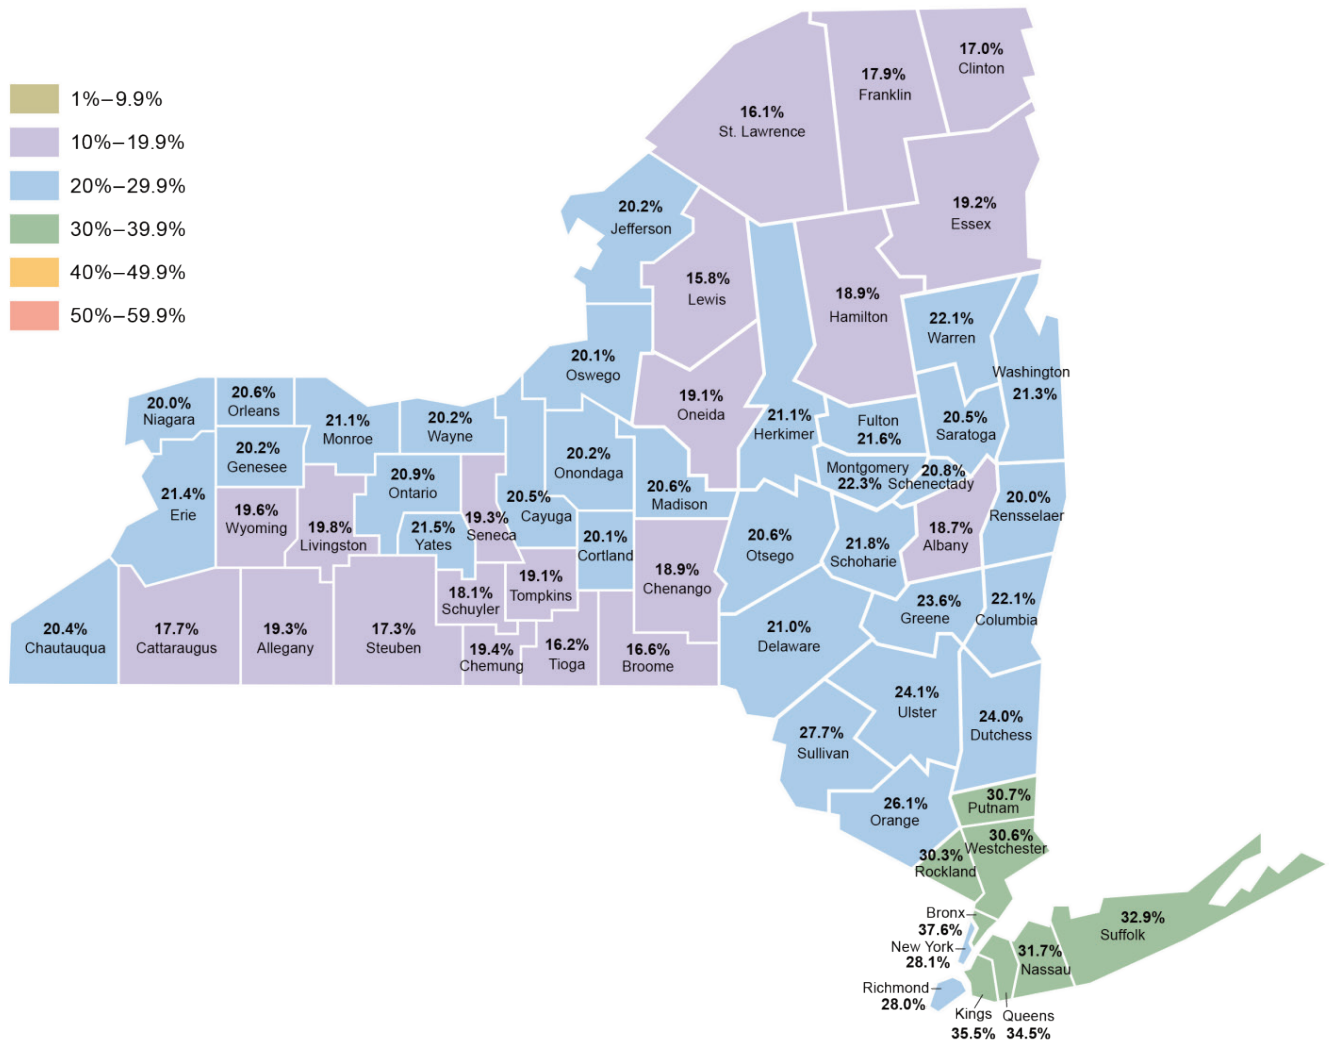 1%–9.9%
10%–19.9%
20%–29.9%
30%–39.9%
40%–49.9%
50%–59.9%
17.0%
Clinton
17.9%
Franklin
16.1%
St. Lawrence
19.2%
Essex
20.2%
Jefferson
15.8%
Lewis
18.9%
Hamilton
22.1%
Warren
Washington
21.3%
20.1%
Oswego
19.1%
Oneida
21.1%
Herkimer
Fulton
21.6%
20.5%
Saratoga
20.0%
Niagara
20.6%
Orleans
21.1%
Monroe
20.2%
Wayne
20.2%
Genesee
20.9%
Ontario
20.2%
Onondaga
20.6%
Madison
Montgomery
22.3%
20.8%
Schenectady
20.0%
Rensselaer
21.4%
Erie
19.6%
Wyoming
19.8%
Livingston
21.5%
Yates
19.3%
Seneca
20.5%
Cayuga
20.1%
Cortland
20.6%
Otsego
21.8%
Schoharie
18.7%
Albany
18.9%
Chenango
18.1%
Schuyler
19.1%
Tompkins
23.6%
Greene
22.1%
Columbia
20.4%
Chautauqua
17.7%
Cattaraugus
19.3%
Allegany
17.3%
Steuben
19.4%
Chemung
16.2%
Tioga
16.6%
Broome
21.0%
Delaware
24.1%
Ulster
24.0%
Dutchess
27.7%
Sullivan
26.1%
Orange
30.7%
Putnam
30.6%
Westchester
30.3%
Rockland
Bronx
37.6%
New York
28.1%
32.9%
Suffolk
31.7%
Nassau
Richmond
28.0%
Kings
35.5%
Queens
34.5%